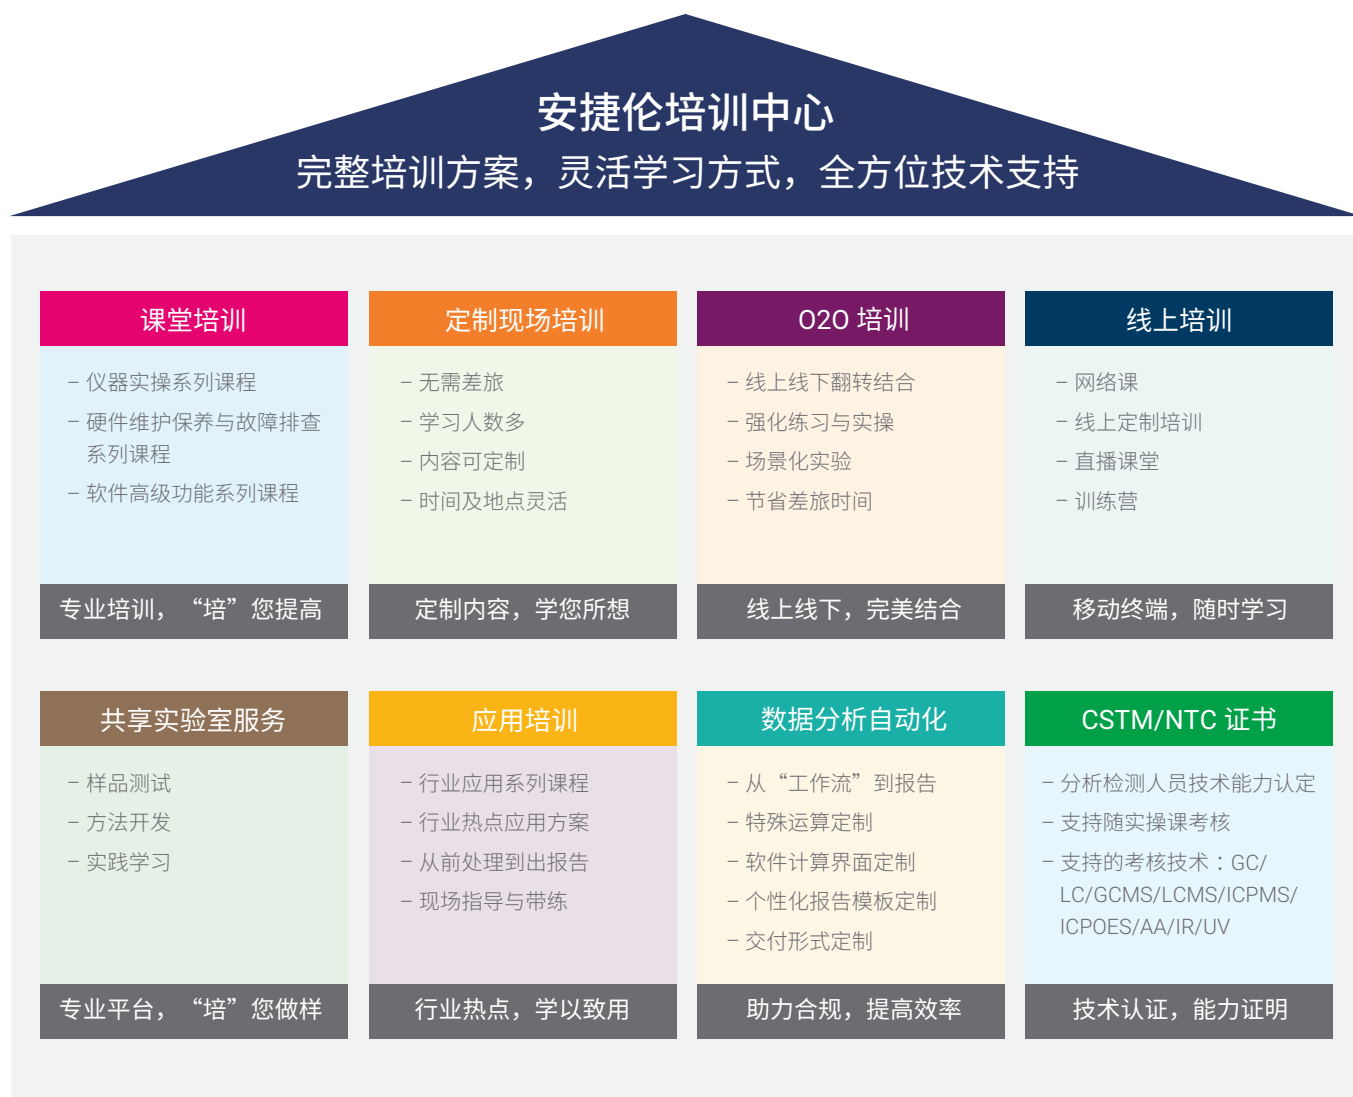 安捷伦培训中心
完整培训方案，灵活学习方式，全方位技术支持
课堂培训
– 仪器实操系列课程
– 硬件维护保养与故障排查
系列课程
– 软件高级功能系列课程
专业培训，“培”您提高
定制现场培训
– 无需差旅
– 学习人数多
– 内容可定制
– 时间及地点灵活
定制内容，学您所想
O2O 培训
– 线上线下翻转结合
– 强化练习与实操
– 场景化实验
– 节省差旅时间
线上线下，完美结合
线上培训
– 网络课
– 线上定制培训
– 直播课堂
– 训练营
移动终端，随时学习
共享实验室服务
– 样品测试
– 方法开发
– 实践学习
专业平台，“培”您做样
应用培训
– 行业应用系列课程
– 行业热点应用方案
– 从前处理到出报告
– 现场指导与带练
行业热点，学以致用
数据分析自动化
– 从“工作流”到报告
– 特殊运算定制
– 软件计算界面定制
– 个性化报告模板定制
– 交付形式定制
助力合规，提高效率
CSTM/NTC 证书
– 分析检测人员技术能力认定
– 支持随实操课考核
– 支持的考核技术：GC/
LC/GCMS/LCMS/ICPMS/
ICPOES/AA/IR/UV
技术认证，能力证明